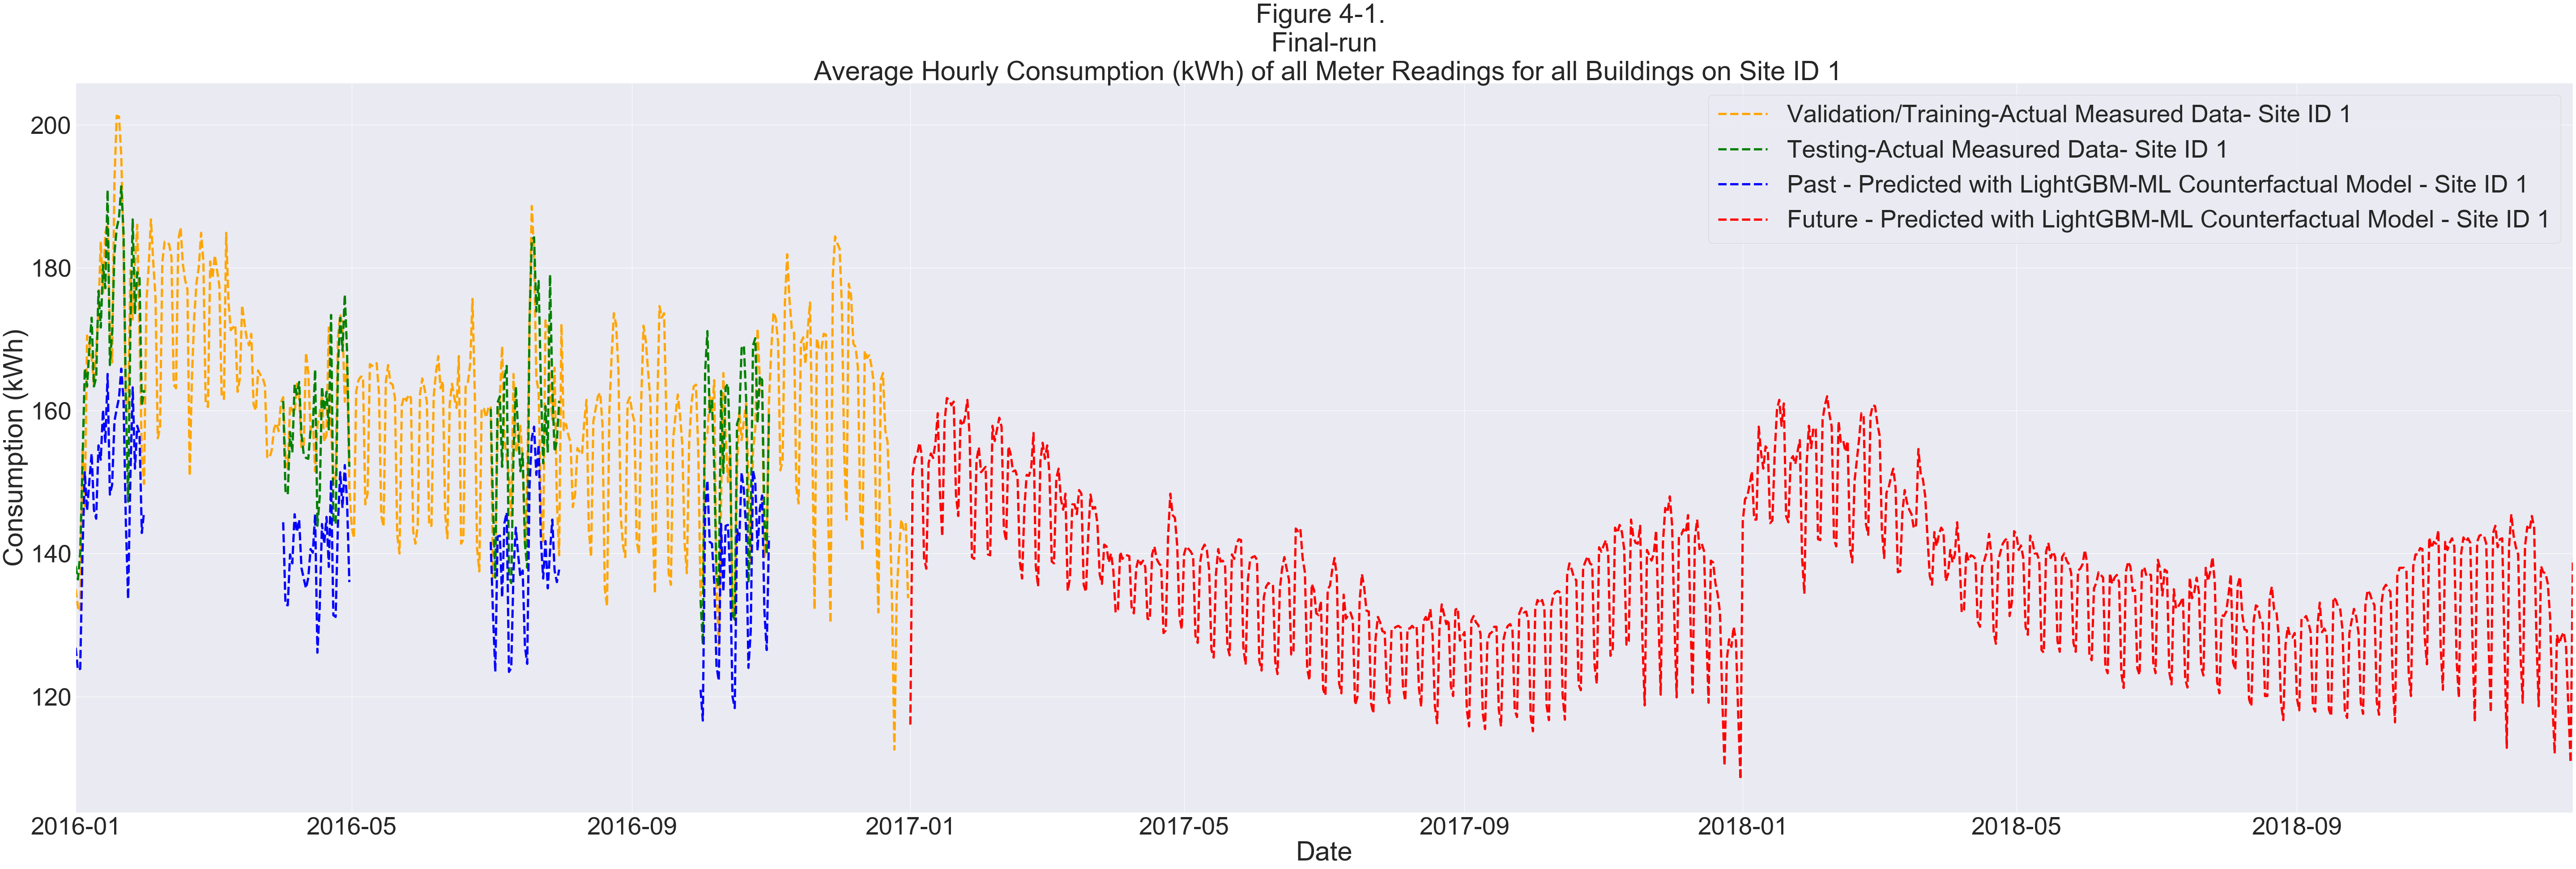 Figure 4-1.
Final-run
Average Hourly Consumption (kWh) of all Meter Readings for all Buildings on Site ID 1
Validation/Training-Actual Measured Data- Site ID 1
Testing-Actual Measured Data- Site ID 1
Past - Predicted with LightGBM-ML Counterfactual Model - Site ID 1
Future - Predicted with LightGBM-ML Counterfactual Model - Site ID 1
Consumption (kWh)
200
180
160
140
120
2016-01
2016-05
2016-09
2017-01
2017-05
2017-09
2018-01
2018-05
2018-09
Date